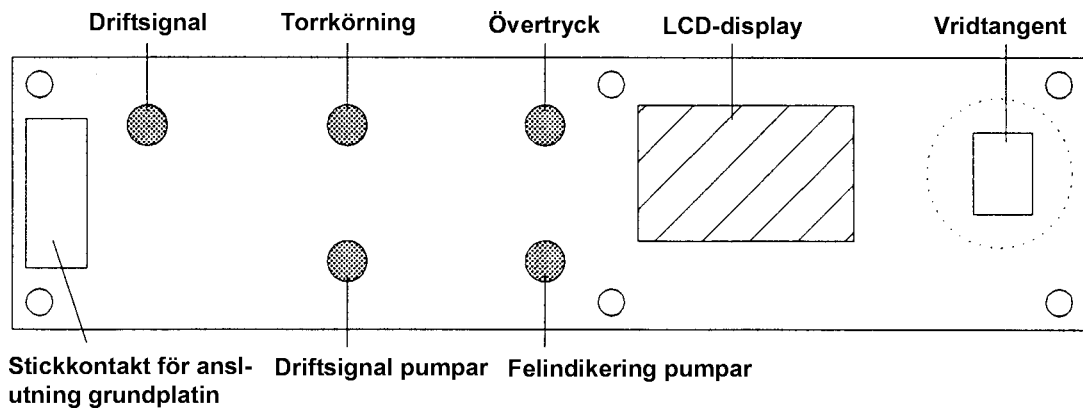 Driftsignal
Torrkörning
Övertryck
LCD-display
Vridtangent
Stickkontakt för ansl-
utning grundplatin
Driftsignal pumpar
Felindikering pumpar